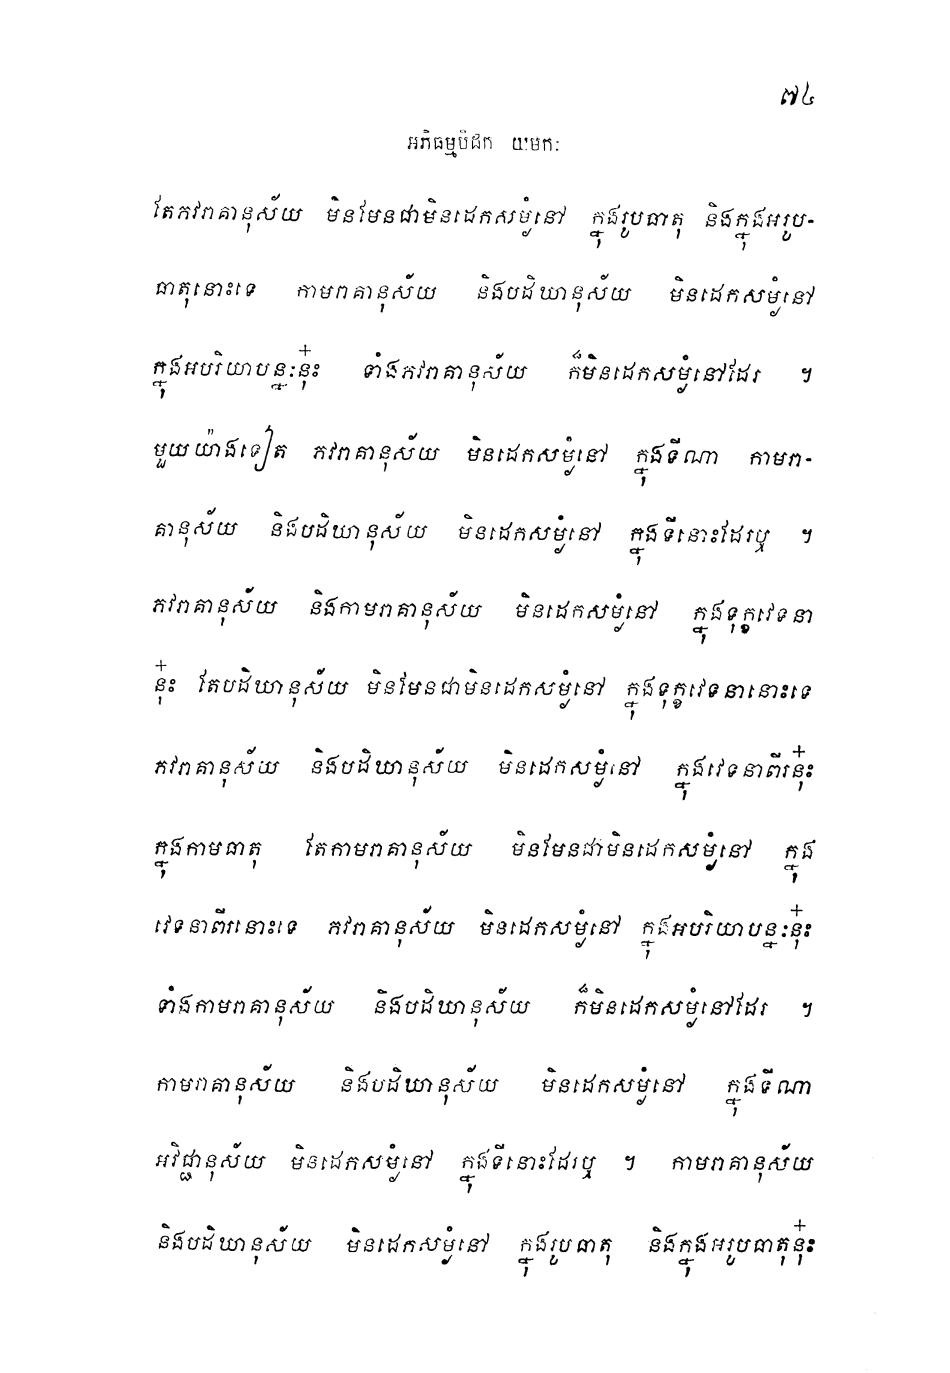 ៧៤
អភិធម្មបិដក យមកៈ
តែភវរាគានុស័យ មិនមែនជាមិនដេកសម្ងំនៅ ក្នុងរូបធាតុ និងក្នុងអរូប-
ធាតុនោះទេ កាមរាគានុស័យ និងបដិឃានុស័យ មិនដេកសម្ងំនៅ
ក្នុងអបរិយាបន្នៈនុ៎ះ ទាំងភវរាគានុស័យ ក៏មិនដេកសម្ងំនៅដែរ ។
មួយយ៉ាងទៀត ភវរាគានុស័យ មិនដេកសម្ងំនៅ ក្នុងទីណា កាមរា-
គានុស័យ និងបដិឃានុស័យ មិនដេកសម្ងំនៅ ក្នុងទីនោះដែរឬ ។
ភវរាគានុស័យ និងកាមរាគានុស័យ មិនដេកសម្ងំនៅ ក្នុងទុក្ខវេទនា
នុ៎ះ តែបដិឃានុស័យ មិនមែនជាមិនដេកសម្ងំនៅ ក្នុងទុក្ខវេទនានោះទេ
ភវរាគានុស័យ និងបដិឃានុស័យ មិនដេកសម្ងំនៅ ក្នុងវេទនាពីរនុ៎ះ
ក្នុងកាមធាតុ តែកាមរាគានុស័យ មិនមែនជាមិនដេកសម្ងំនៅ ក្នុង
វេទនាពីរនោះទេ ភវរាគានុស័យ មិនដេកសម្ងំនៅ ក្នុងអបរិយាបន្នៈនុ៎ះ
ទាំងកាមរាគានុស័យ និងបដិឃានុស័យ ក៏មិនដេកសម្ងំនៅដែរ ។
កាមរាគានុស័យ និងបដិឃានុស័យ មិនដេកសម្ងំនៅ ក្នុងទីណា
អវិជ្ជានុស័យ មិនដេកសម្ងំនៅ ក្នុងទីនោះដែរឬ ។ កាមរាគានុស័យ
និងបដិឃានុស័យ មិនដេកសម្ងំនៅ ក្នុងរូបធាតុ និងក្នុងអរូបធាតុនុ៎ះ